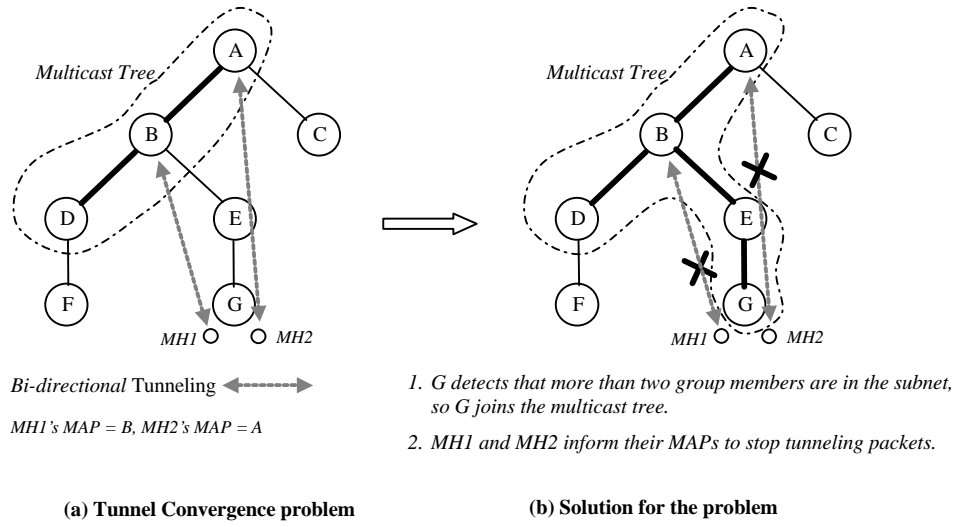 A
Multicast Tree
B
C
D
E
F
G
MH1
MH2
Bi-directional Tunneling
MH1's MAP = B, MH2's MAP = A
(a) Tunnel Convergence problem
A
Multicast Tree
B
C
D
E
F
G
MH1
MH2
1. G detects that more than two group members are in the subnet,
so G joins the multicast tree.
2. MH1 and MH2 inform their MAPs to stop tunneling packets.
(b) Solution for the problem